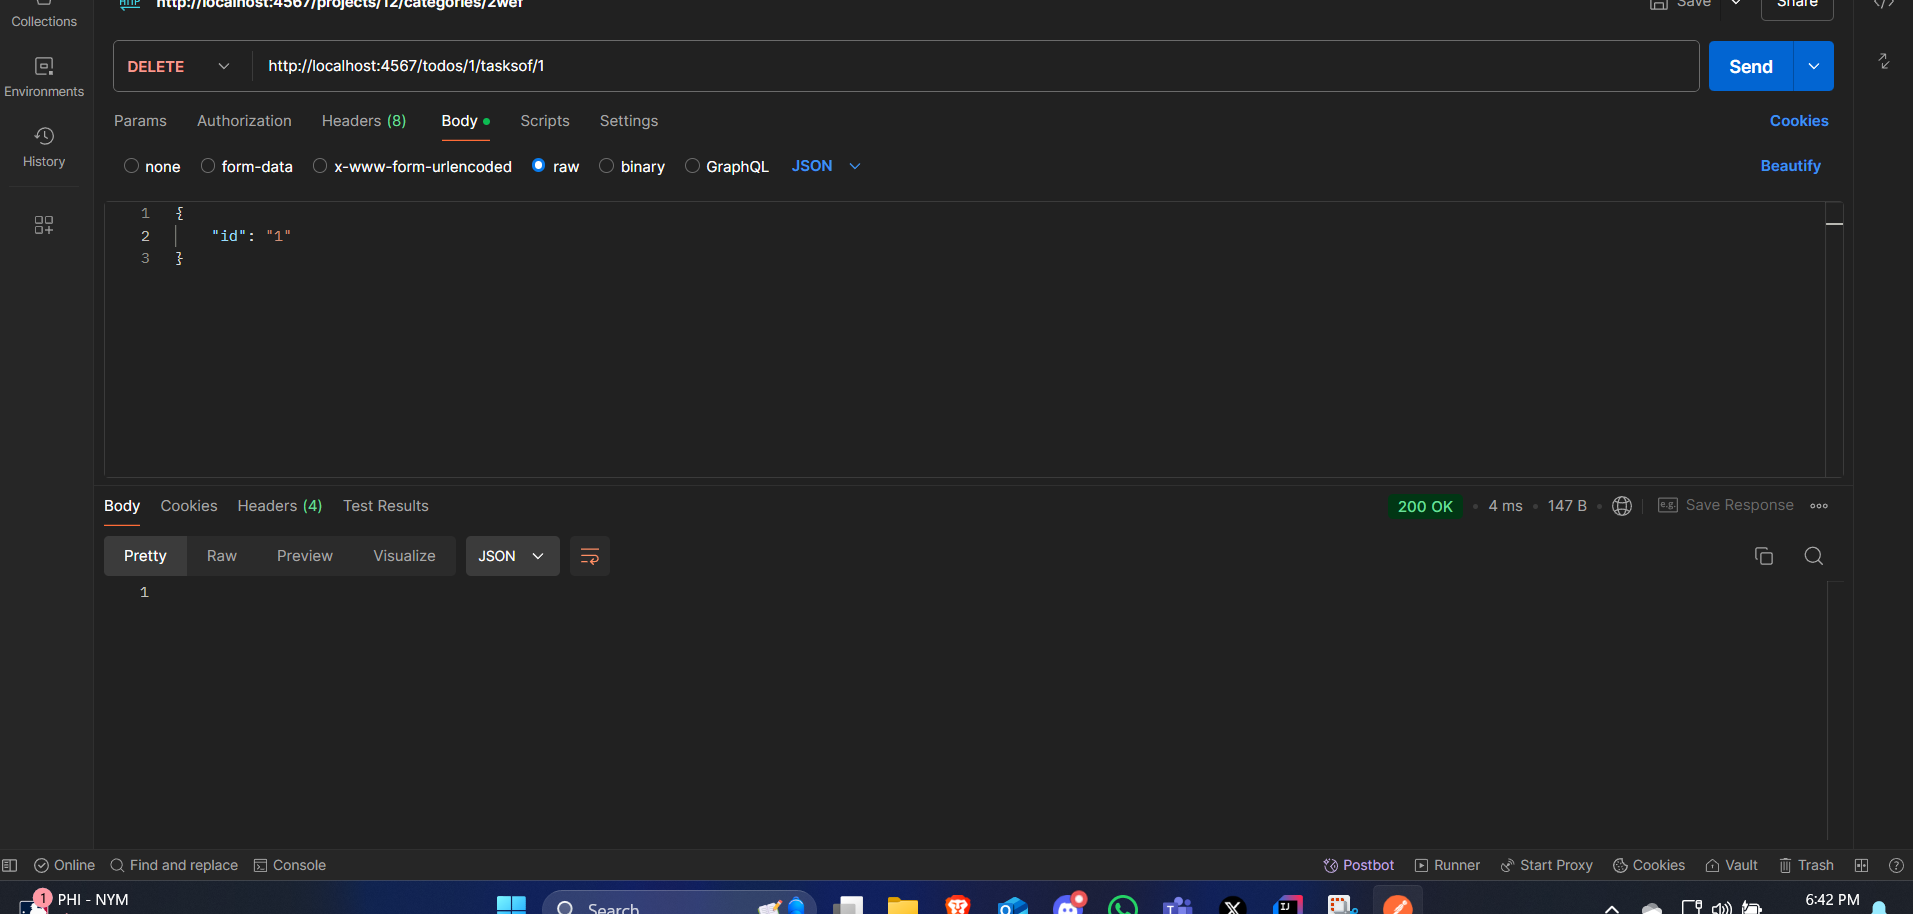 Collections
HTTP http://localhost:4567/projects/12/categories/2wef
Save Share
DELETE http://localhost:4567/todos/1/tasksof/1 Send
Environments
Params Authorization Headers (8) Body Scripts Settings Cookies
History
none form-data x-www-form-urlencoded raw binary GraphQL JSON Beautify
1 {
2 "id": "1"
3 }
Body Cookies Headers (4) Test Results 200 OK • 4 ms • 147 B • e.g. Save Response
Pretty Raw Preview Visualize JSON
1
Online Find and replace Console Postbot Runner Start Proxy Cookies Vault Trash
1 PHI - NYM Search 6:42 PM